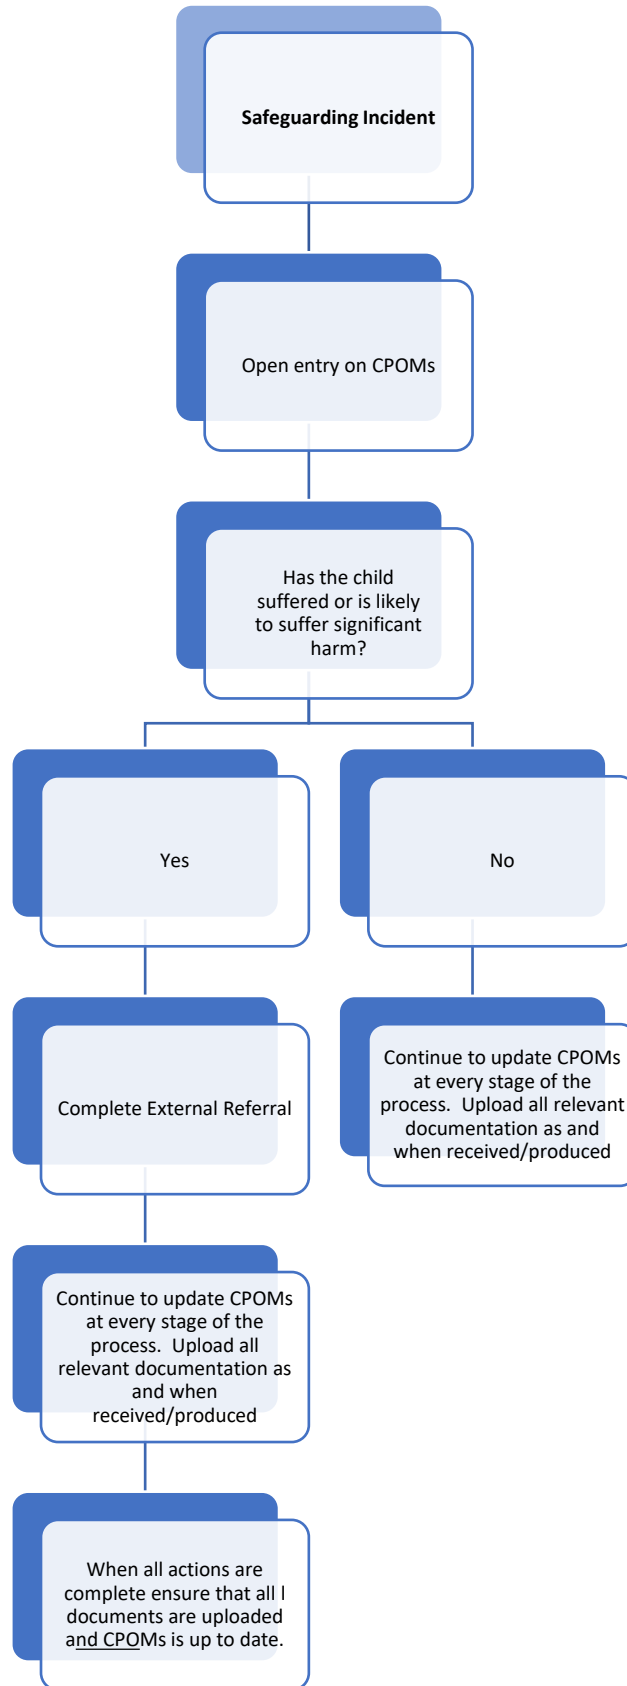 Safeguarding Incident
Open entry on CPOMs
Has the child
suffered or is likely
to suffer significant
harm?
Yes
No
Complete External Referral
Continue to update CPOMs
at every stage of the
process.  Upload all relevant
documentation as and
when received/produced
Continue to update CPOMs
at every stage of the
process.  Upload all
relevant documentation as
and when
received/produced
When all actions are
complete ensure that all l
documents are uploaded
and CPOMs is up to date.